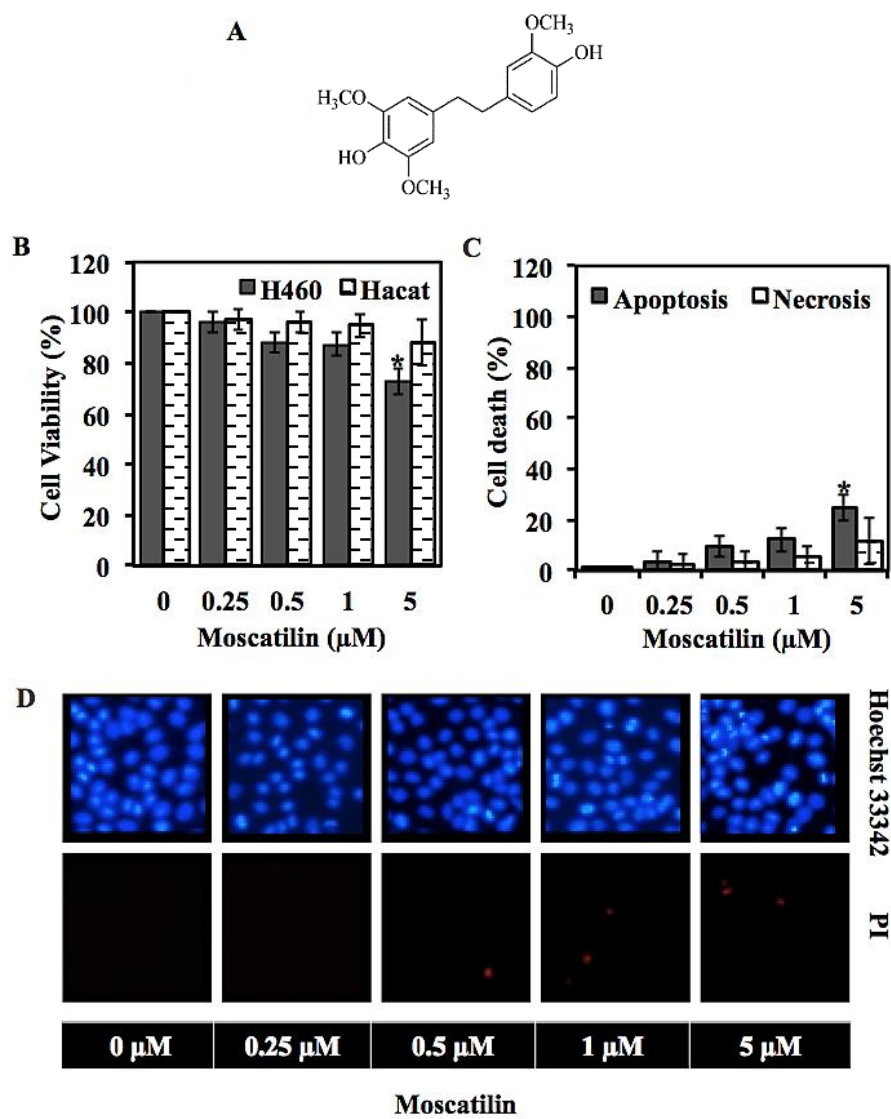 A
OCH₃
OH
H₃CO
HO
OCH₃
B
120
100
80
60
40
20
0
Cell Viability (%)
H460 Hacat
*
0 0.25 0.5 1 5
Moscatilin (µM)
C
120
100
80
60
40
20
0
Cell death (%)
Apoptosis Necrosis
*
0 0.25 0.5 1 5
Moscatilin (µM)
D
Hoechst 33342
PI
0 µM 0.25 µM 0.5 µM 1 µM 5 µM
Moscatilin